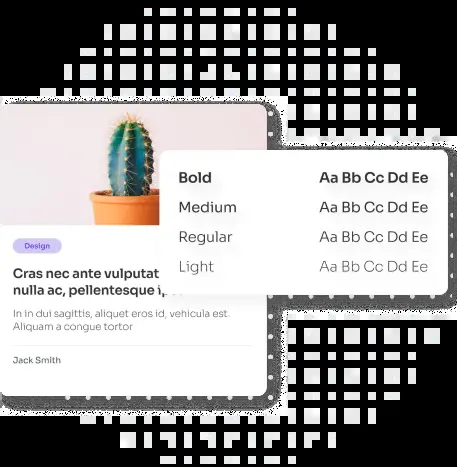 Bold Aa Bb Cc Dd Ee
Medium Aa Bb Cc Dd Ee
Regular Aa Bb Cc Dd Ee
Light Aa Bb Cc Dd Ee
Design
Cras nec ante vulputat
nulla ac, pellentesque
In in dui sagittis, aliquet eros id, vehicula est.
Aliquam a congue tortor
Jack Smith